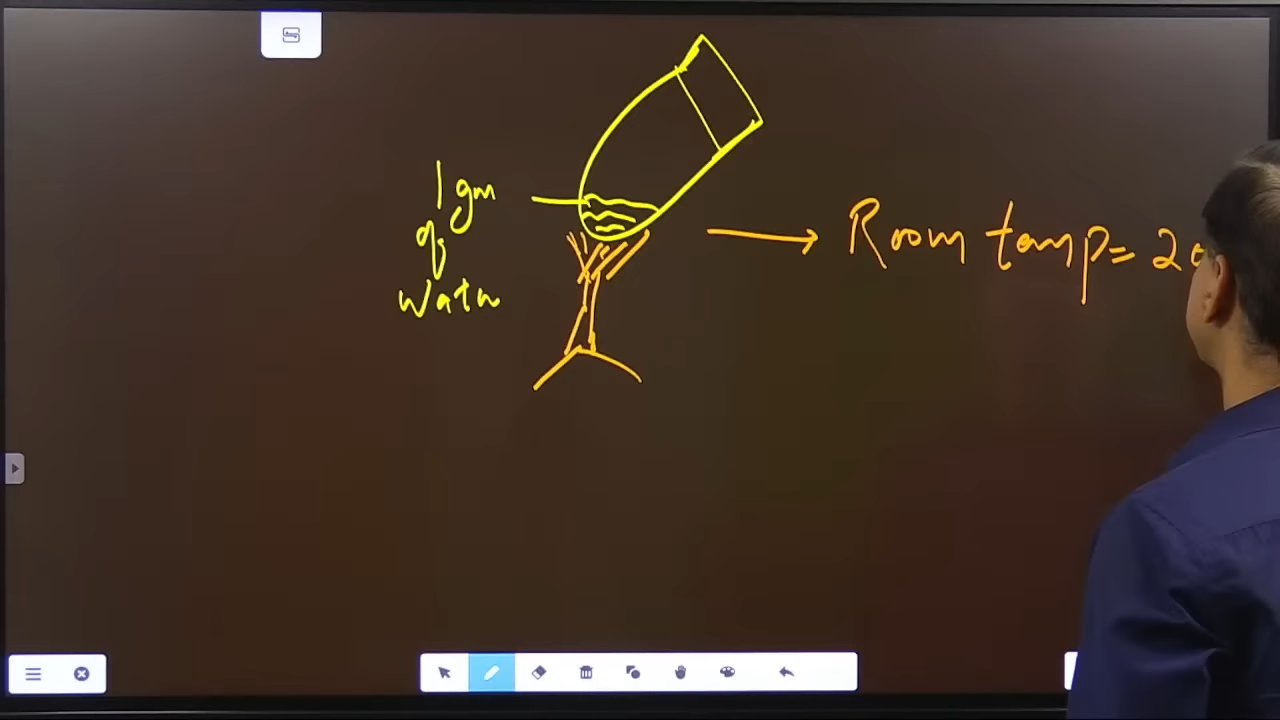 1 gm
of
Water
Room temp = 2